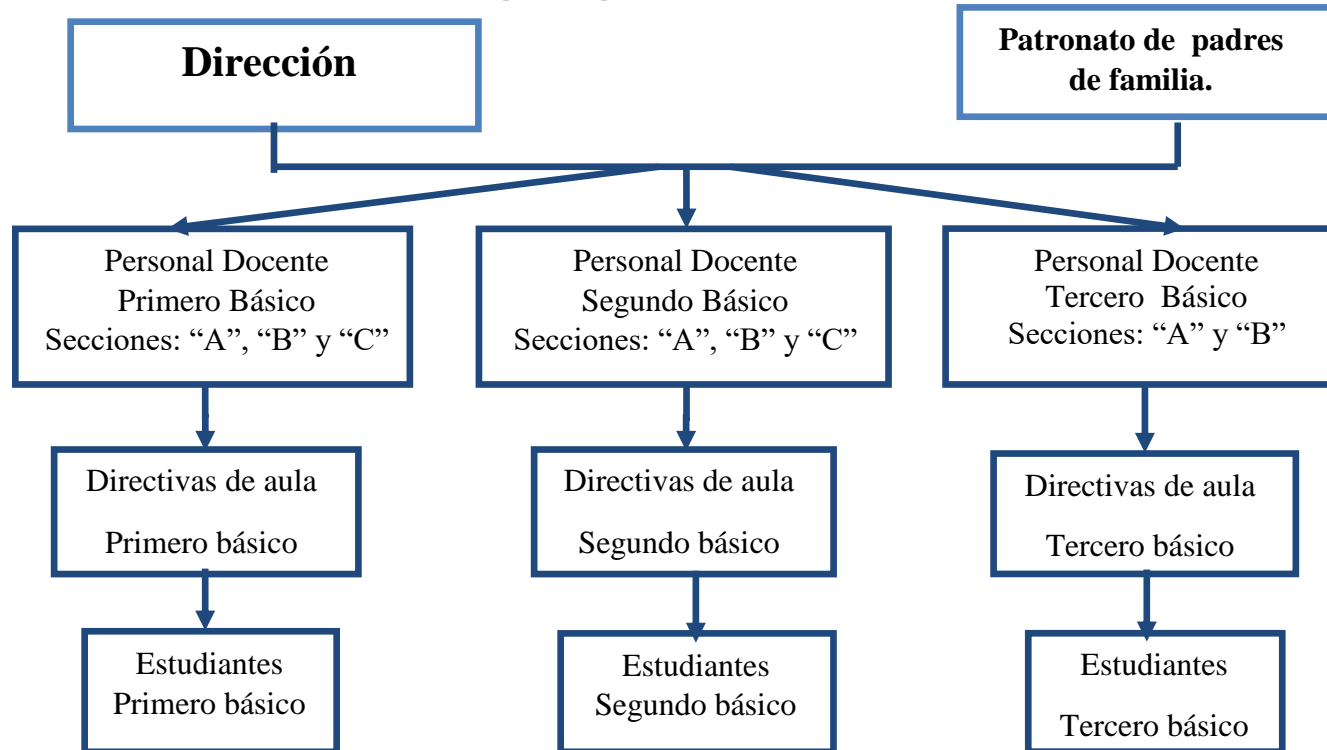 Dirección
Patronato de padres
de familia.
Personal Docente
Primero Básico
Secciones: “A”, “B” y “C”
Personal Docente
Segundo Básico
Secciones: “A”, “B” y “C”
Personal Docente
Tercero Básico
Secciones: “A” y “B”
Directivas de aula
Primero básico
Directivas de aula
Segundo básico
Directivas de aula
Tercero básico
Estudiantes
Primero básico
Estudiantes
Segundo básico
Estudiantes
Tercero básico